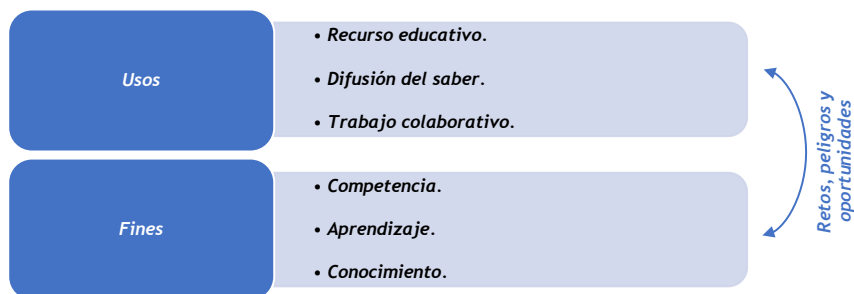 Usos
• Recurso educativo.
• Difusión del saber.
• Trabajo colaborativo.
Fines
• Competencia.
• Aprendizaje.
• Conocimiento.
Retos, peligros y
oportunidades